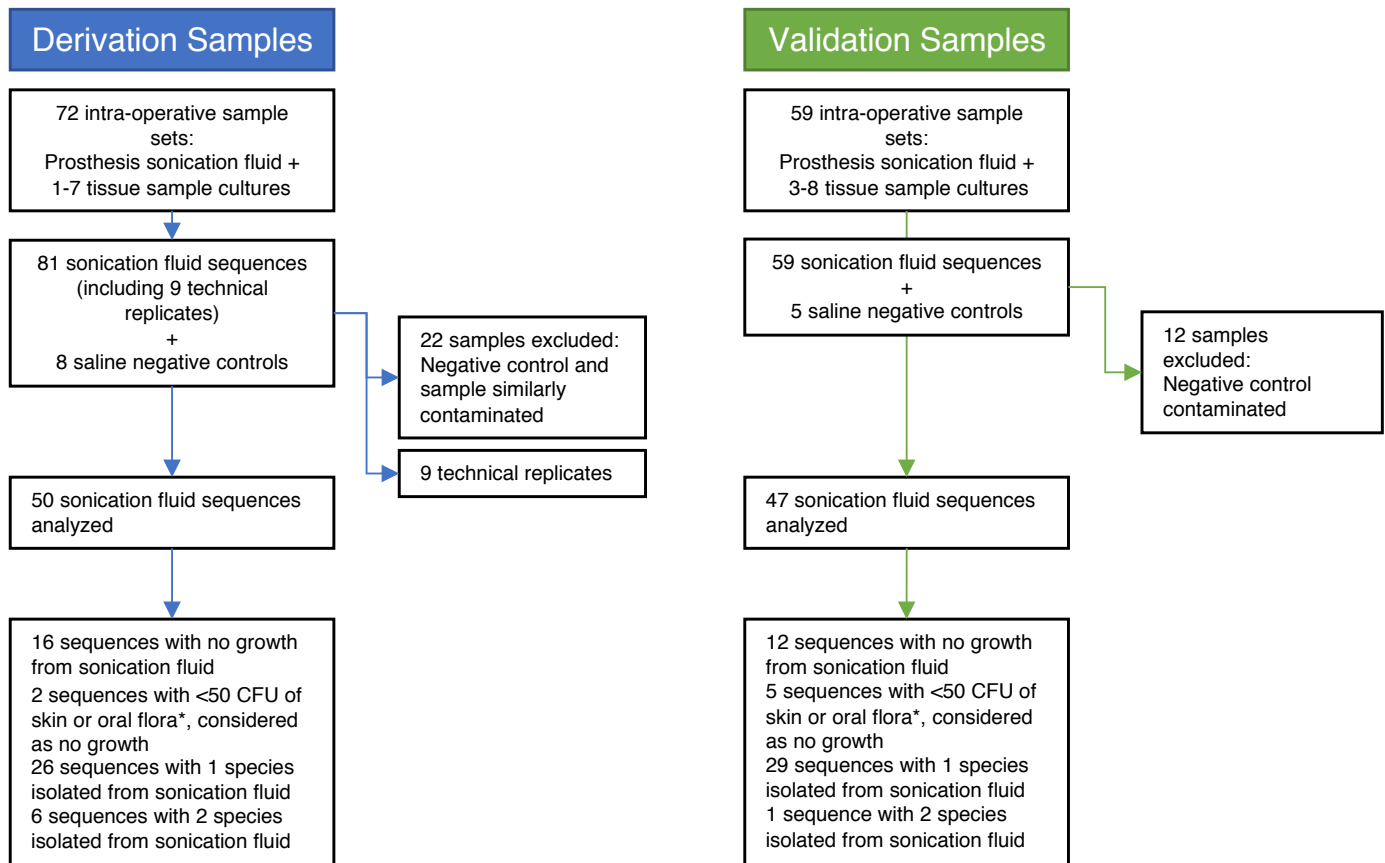 Derivation Samples
72 intra-operative sample
sets:
Prosthesis sonication fluid +
1-7 tissue sample cultures
81 sonication fluid sequences
(including 9 technical
replicates)
+
8 saline negative controls
22 samples excluded:
Negative control and
sample similarly
contaminated
9 technical replicates
50 sonication fluid sequences
analyzed
16 sequences with no growth
from sonication fluid
2 sequences with <50 CFU of
skin or oral flora*, considered
as no growth
26 sequences with 1 species
isolated from sonication fluid
6 sequences with 2 species
isolated from sonication fluid
Validation Samples
59 intra-operative sample
sets:
Prosthesis sonication fluid +
3-8 tissue sample cultures
59 sonication fluid sequences
+
5 saline negative controls
12 samples
excluded:
Negative control
contaminated
47 sonication fluid sequences
analyzed
12 sequences with no growth
from sonication fluid
5 sequences with <50 CFU of
skin or oral flora*, considered
as no growth
29 sequences with 1 species
isolated from sonication fluid
1 sequence with 2 species
isolated from sonication fluid